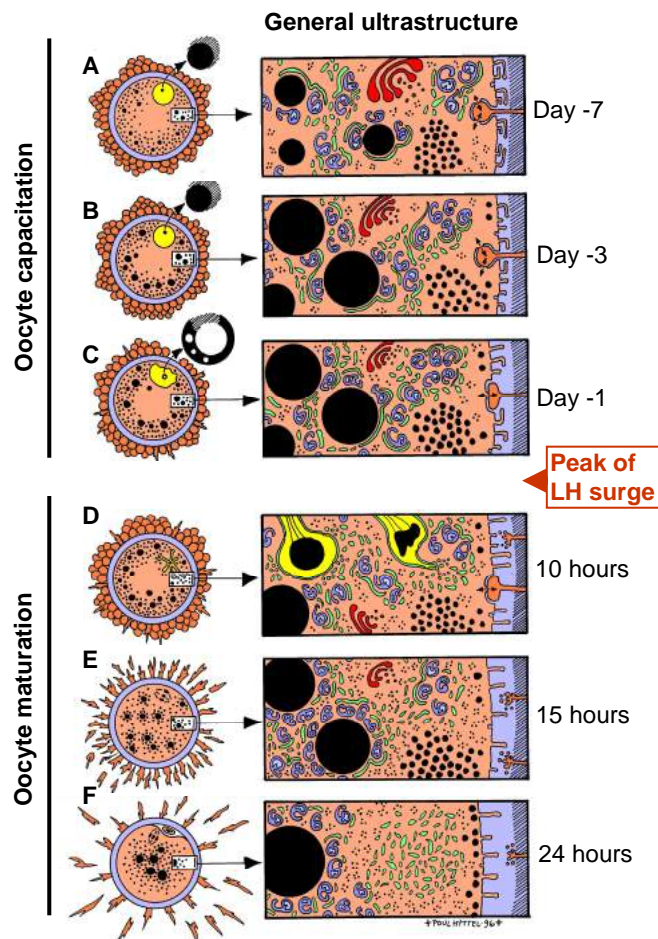 General ultrastructure
Oocyte capacitation
A
Day -7
B
Day -3
C
Day -1
Peak of
LH surge
Oocyte maturation
D
10 hours
E
15 hours
F
24 hours